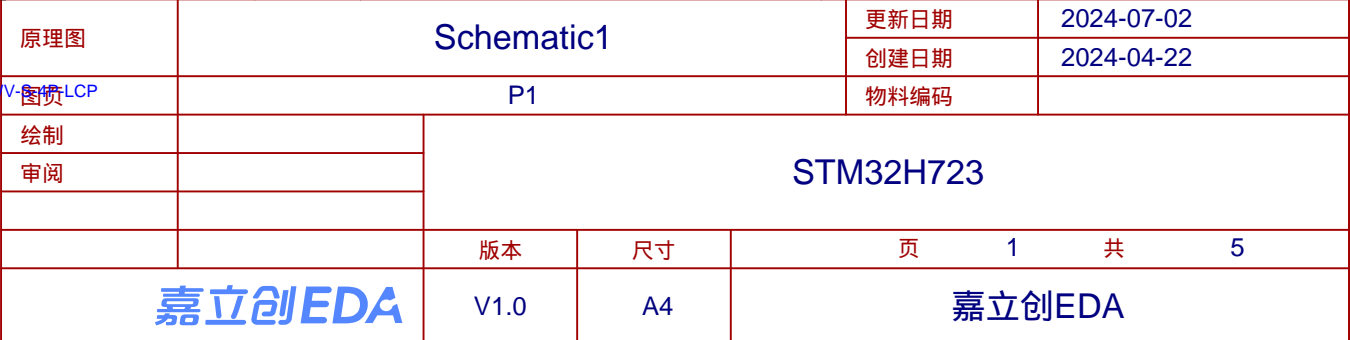 原理图 Schematic1 更新日期 2024-07-02
创建日期 2024-04-22
图页 P1 物料编码
绘制
审阅
STM32H723
版本 尺寸 页 1 共 5
嘉立创EDA V1.0 A4 嘉立创EDA